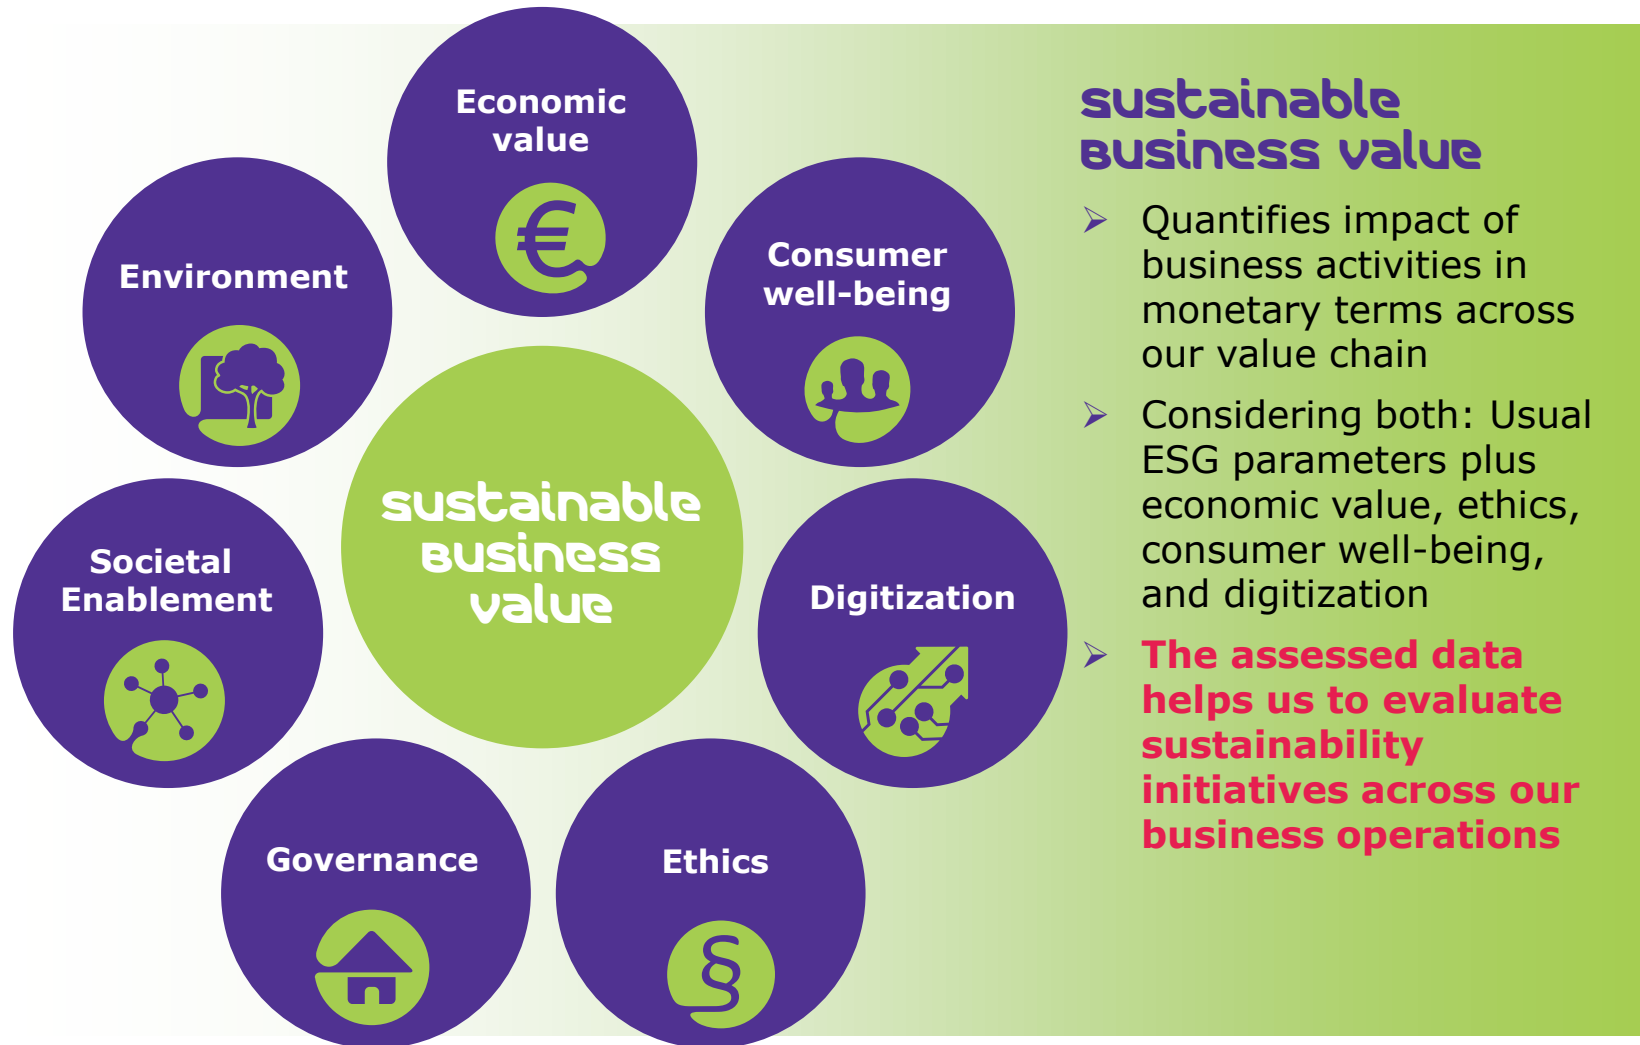 Economic
value
€
Environment
Consumer
well-being
sustainable
Business
value
Societal
Enablement
Digitization
Governance
Ethics
§
sustainable
Business value
➢ Quantifies impact of
business activities in
monetary terms across
our value chain
➢ Considering both: Usual
ESG parameters plus
economic value, ethics,
consumer well-being,
and digitization
➢ The assessed data
helps us to evaluate
sustainability
initiatives across our
business operations